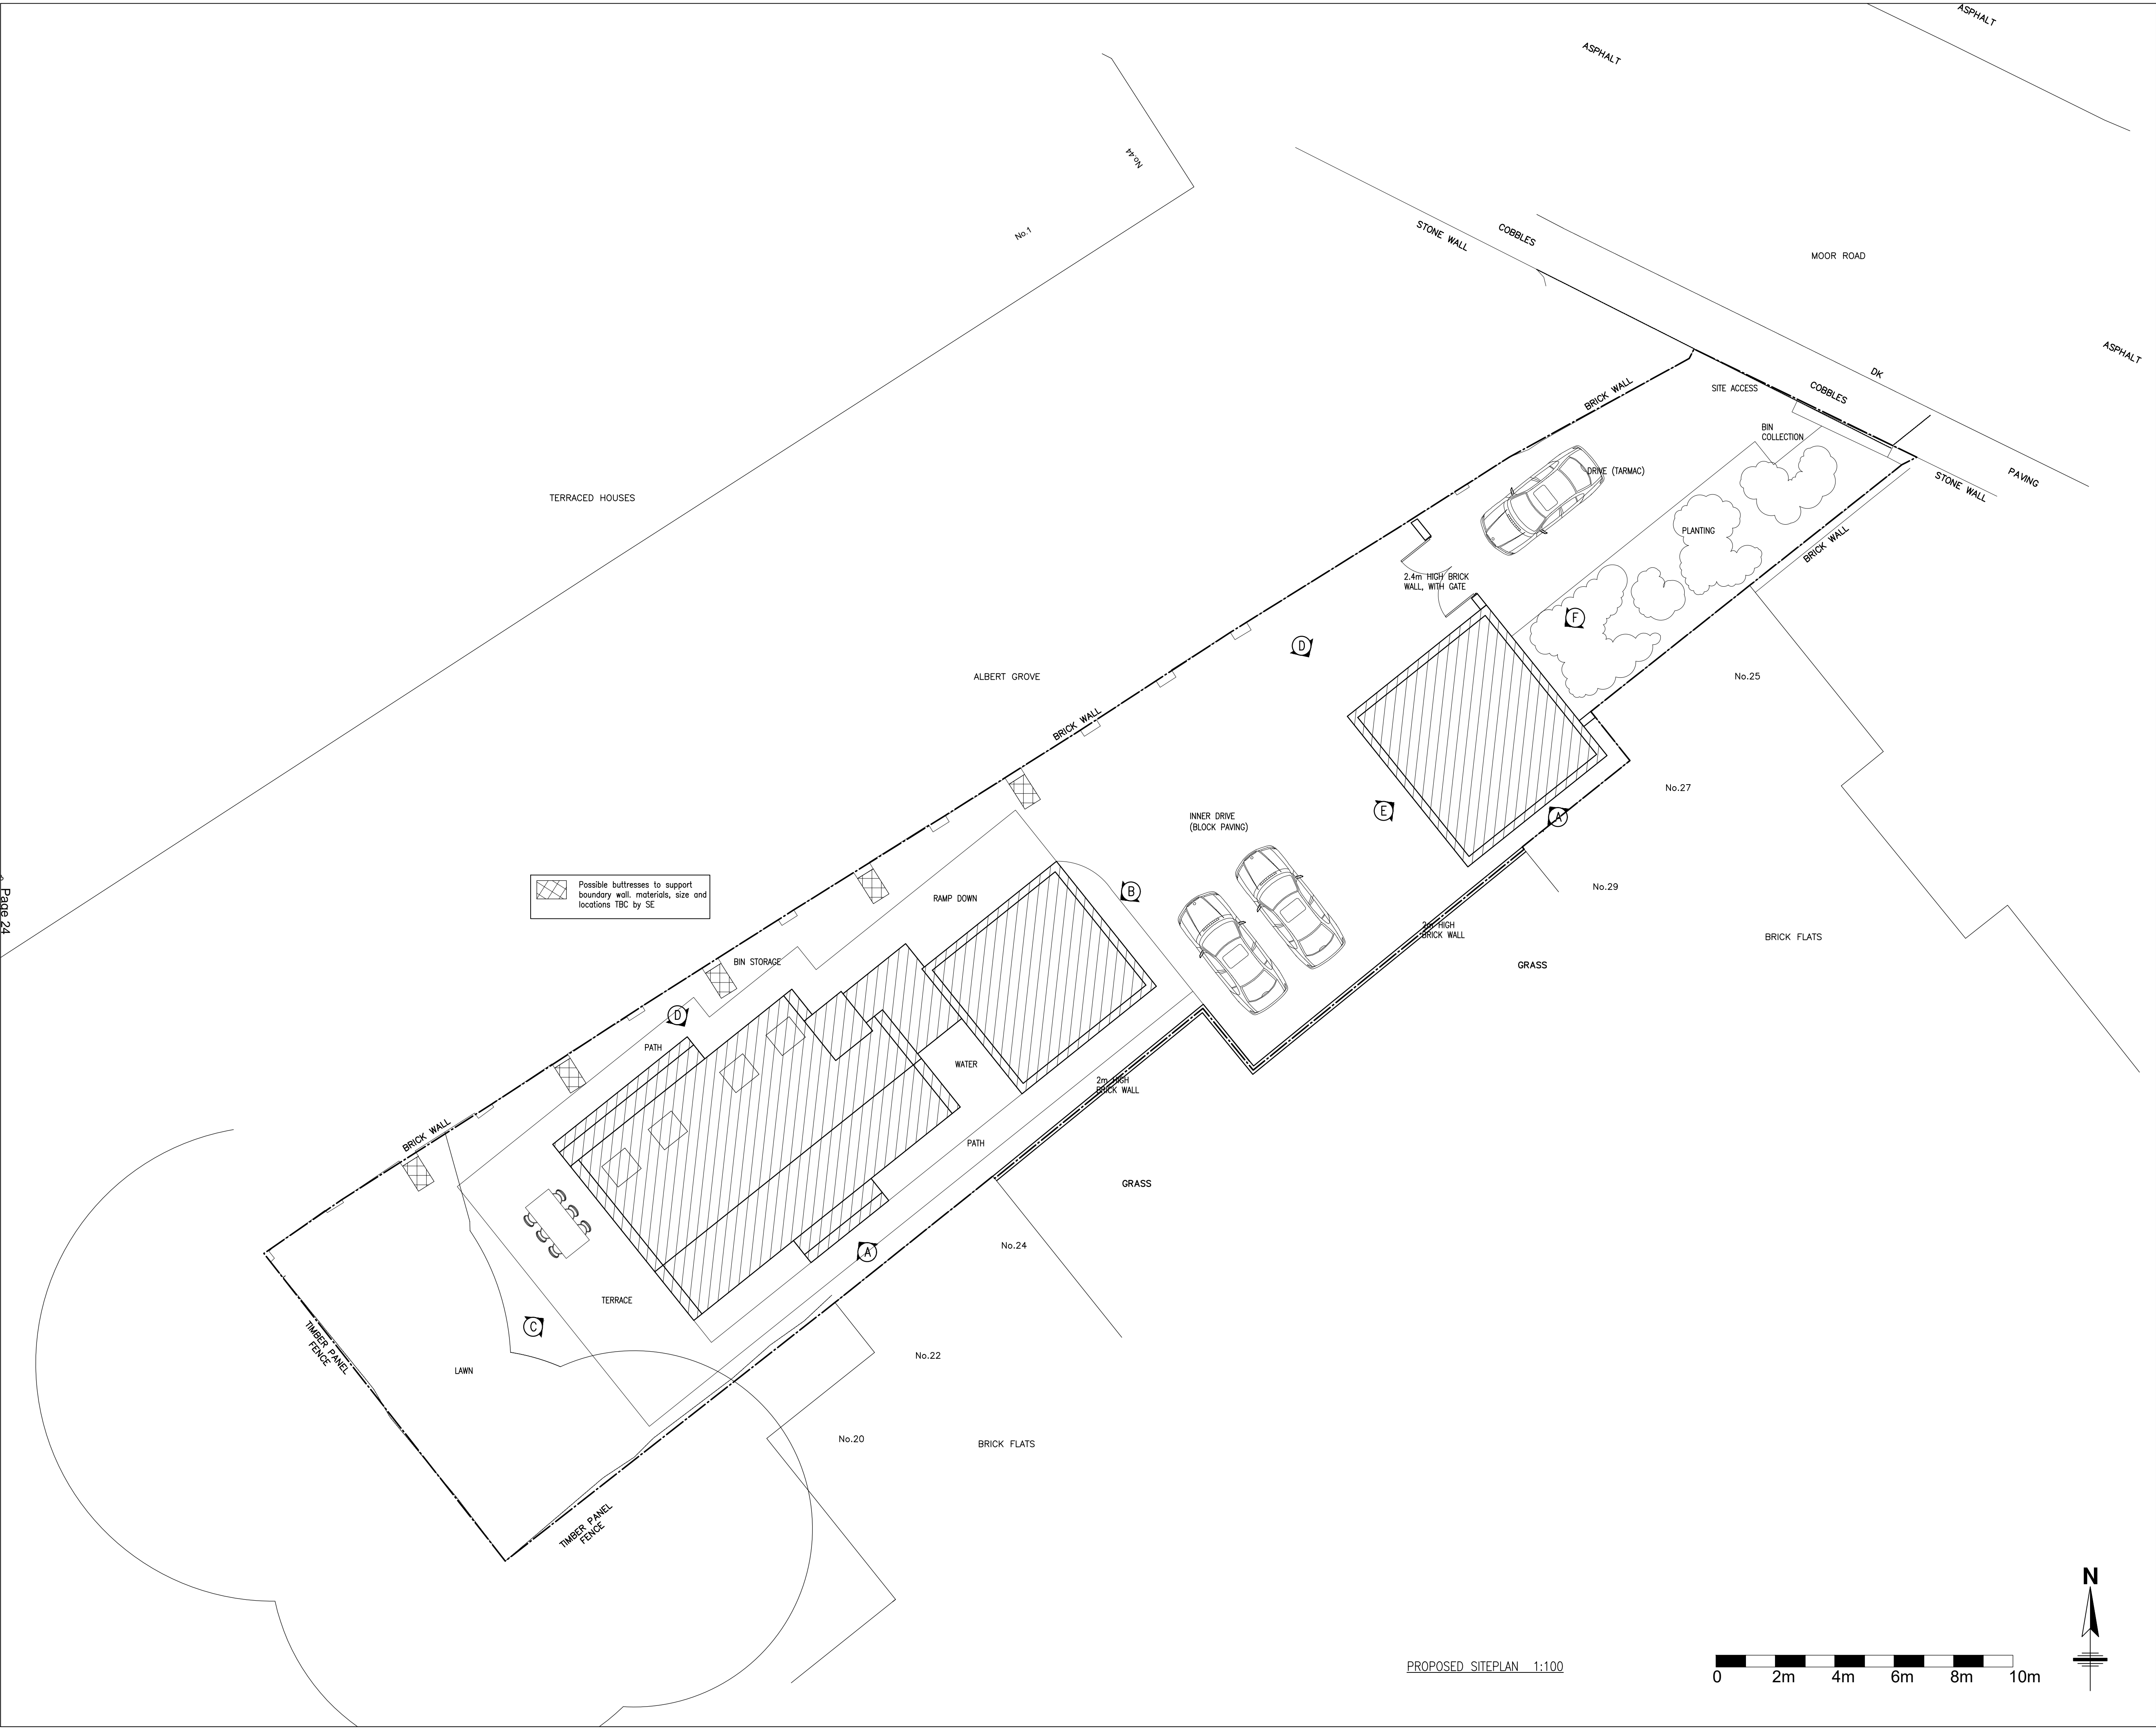 ASPHALT
ASPHALT
No.44
No.1
STONE WALL
COBBLES
MOOR ROAD
ASPHALT
DK
COBBLES
SITE ACCESS
BRICK WALL
BIN
COLLECTION
DRIVE (TARMAC)
PAVING
STONE WALL
TERRACED HOUSES
PLANTING
BRICK WALL
2.4m HIGH BRICK
WALL, WITH GATE
F
D
ALBERT GROVE
No.25
BRICK WALL
No.27
E
A
INNER DRIVE
(BLOCK PAVING)
No.29
Possible buttresses to support
boundary wall. materials, size and
locations TBC by SE
B
RAMP DOWN
2m HIGH
BRICK WALL
BRICK FLATS
GRASS
Page 24
BIN STORAGE
D
PATH
WATER
2m HIGH
BRICK WALL
BRICK WALL
PATH
GRASS
No.24
A
TERRACE
C
TIMBER PANEL
FENCE
LAWN
No.22
No.20
BRICK FLATS
TIMBER PANEL
FENCE
N
PROPOSED SITEPLAN 1:100
0 2m 4m 6m 8m 10m